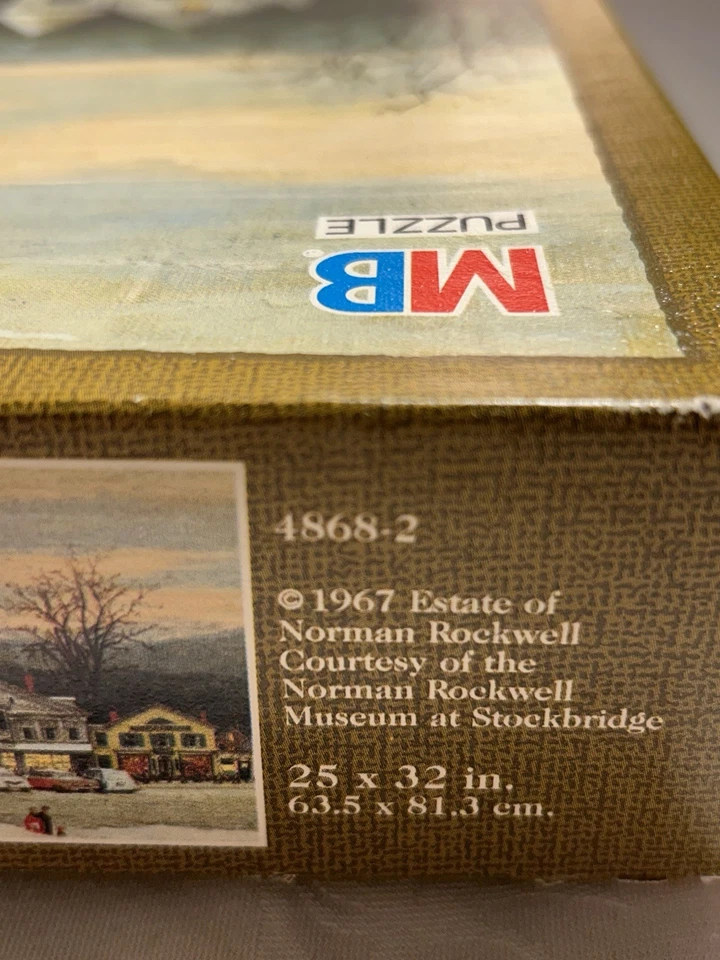 PUZZLE
MB®
4868-2
©1967 Estate of
Norman Rockwell
Courtesy of the
Norman Rockwell
Museum at Stockbridge
25 x 32 in.
63.5 x 81.3 cm.